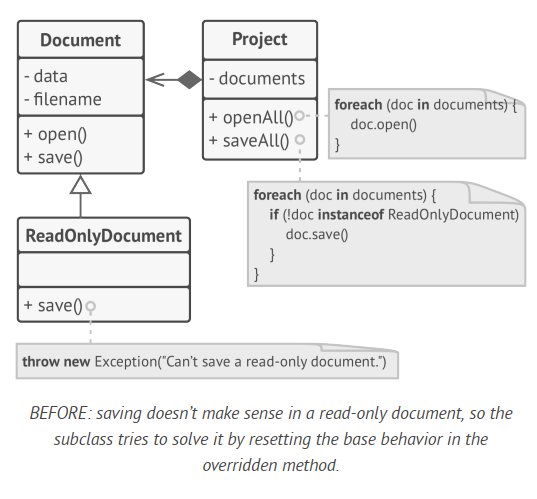 Document
- data
- filename
+ open()
+ save()
Project
- documents
+ openAll()
+ saveAll()
foreach (doc in documents) {
doc.open()
}
foreach (doc in documents) {
if (!doc instanceof ReadOnlyDocument)
doc.save()
}
}
ReadOnlyDocument
+ save()
throw new Exception("Can't save a read-only document.")
BEFORE: saving doesn't make sense in a read-only document, so the
subclass tries to solve it by resetting the base behavior in the
overridden method.